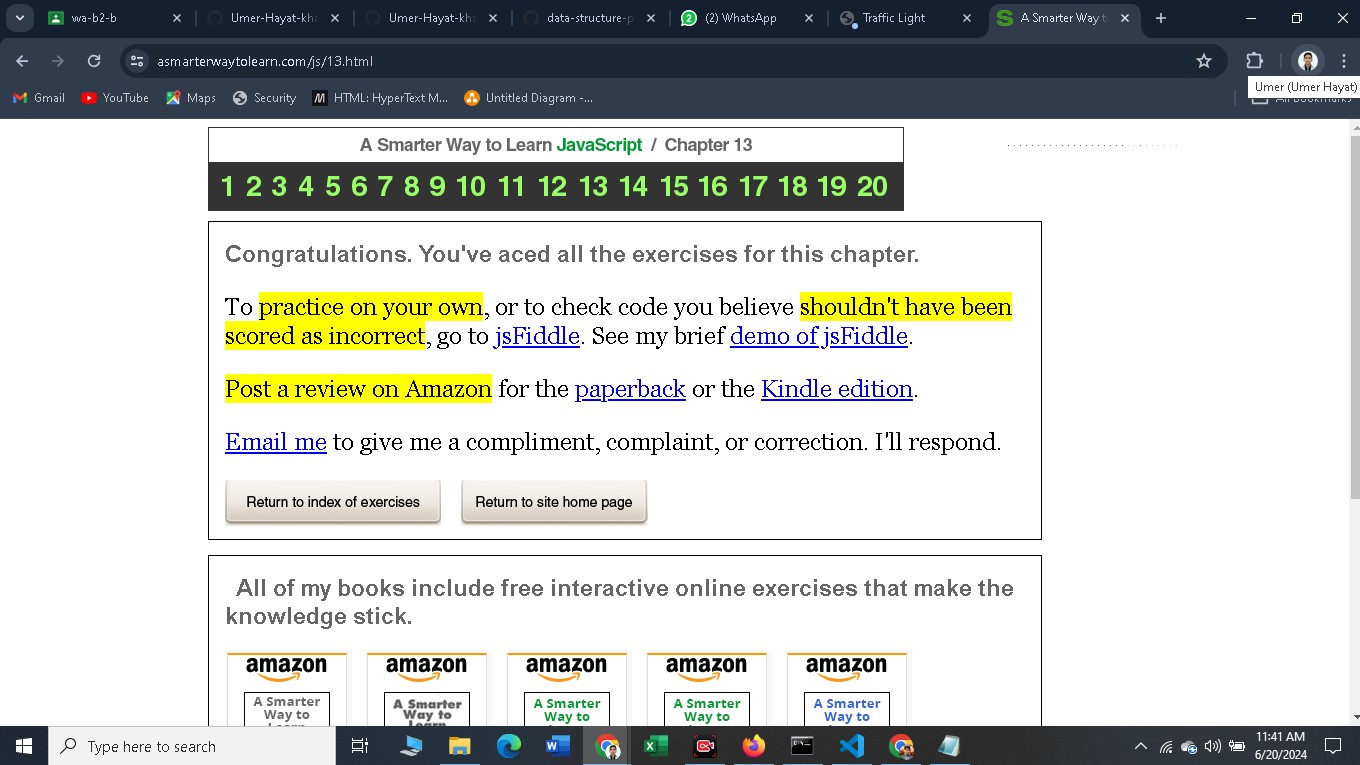 wa-b2-b
Umer-Hayat-kha
Umer-Hayat-kha
data-structure-p
(2) WhatsApp
Traffic Light
A Smarter Way to
asmarterwaytolearn.com/js/13.html
Gmail
YouTube
Maps
Security
HTML: HyperText M...
Untitled Diagram -...
Umer (Umer Hayat)
All Bookmarks
A Smarter Way to Learn JavaScript / Chapter 13
1 2 3 4 5 6 7 8 9 10 11 12 13 14 15 16 17 18 19 20
Congratulations. You've aced all the exercises for this chapter.
To practice on your own, or to check code you believe shouldn't have been
scored as incorrect, go to jsFiddle. See my brief demo of jsFiddle.
Post a review on Amazon for the paperback or the Kindle edition.
Email me to give me a compliment, complaint, or correction. I'll respond.
Return to index of exercises
Return to site home page
All of my books include free interactive online exercises that make the
knowledge stick.
amazon
A Smarter
Way to
Learn
amazon
A Smarter
Way to
Learn
amazon
A Smarter
Way to
amazon
A Smarter
Way to
amazon
A Smarter
Way to
Type here to search
11:41 AM
6/20/2024